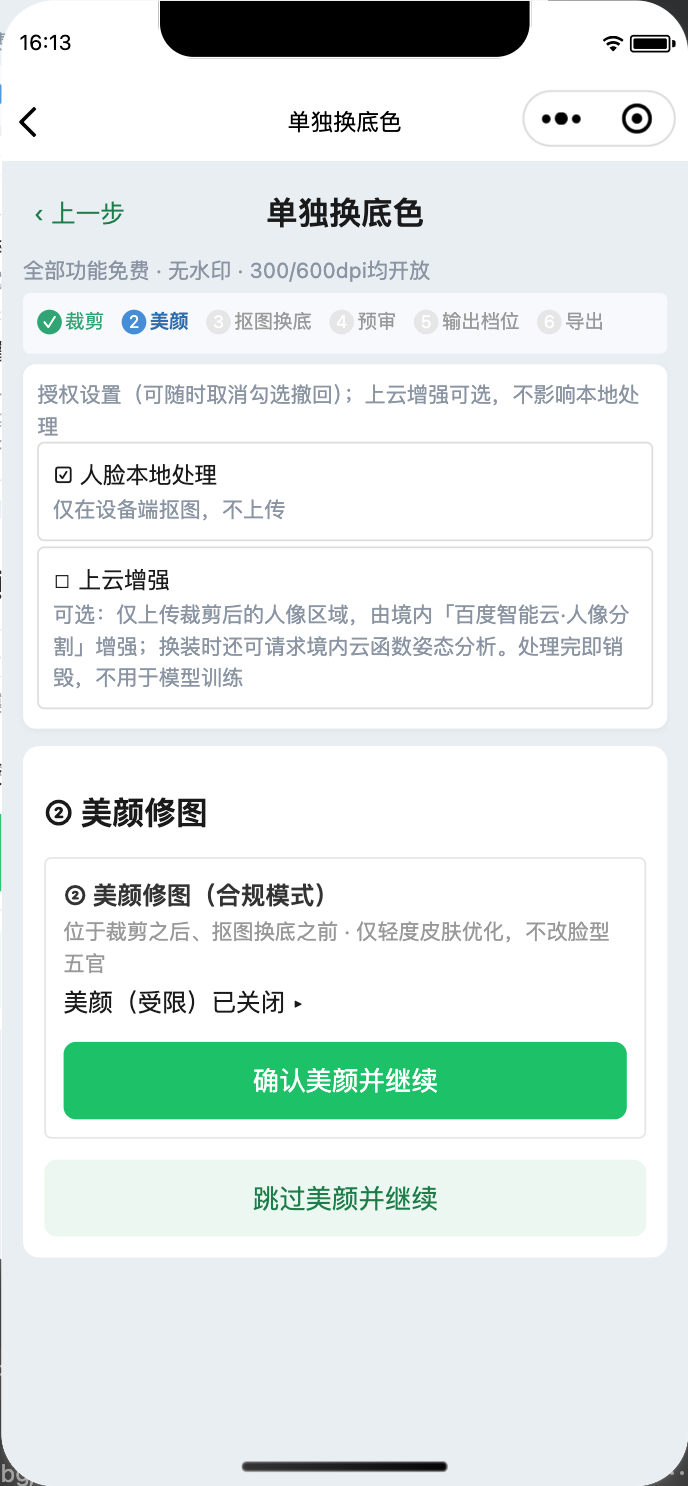 16:13
单独换底色
‹ 上一步
单独换底色
全部功能免费 · 无水印 · 300/600dpi均开放
✓ 裁剪 2 美颜 3 抠图换底 4 预审 5 输出档位 6 导出
授权设置（可随时取消勾选撤回）；上云增强可选，不影响本地处
理
☑ 人脸本地处理
仅在设备端抠图，不上传
☐ 上云增强
可选：仅上传裁剪后的人像区域，由境内「百度智能云·人像分
割」增强；换装时还可请求境内云函数姿态分析。处理完即销
毁，不用于模型训练
② 美颜修图
② 美颜修图（合规模式）
位于裁剪之后、抠图换底之前 · 仅轻度皮肤优化，不改脸型
五官
美颜（受限）已关闭 ▸
确认美颜并继续
跳过美颜并继续